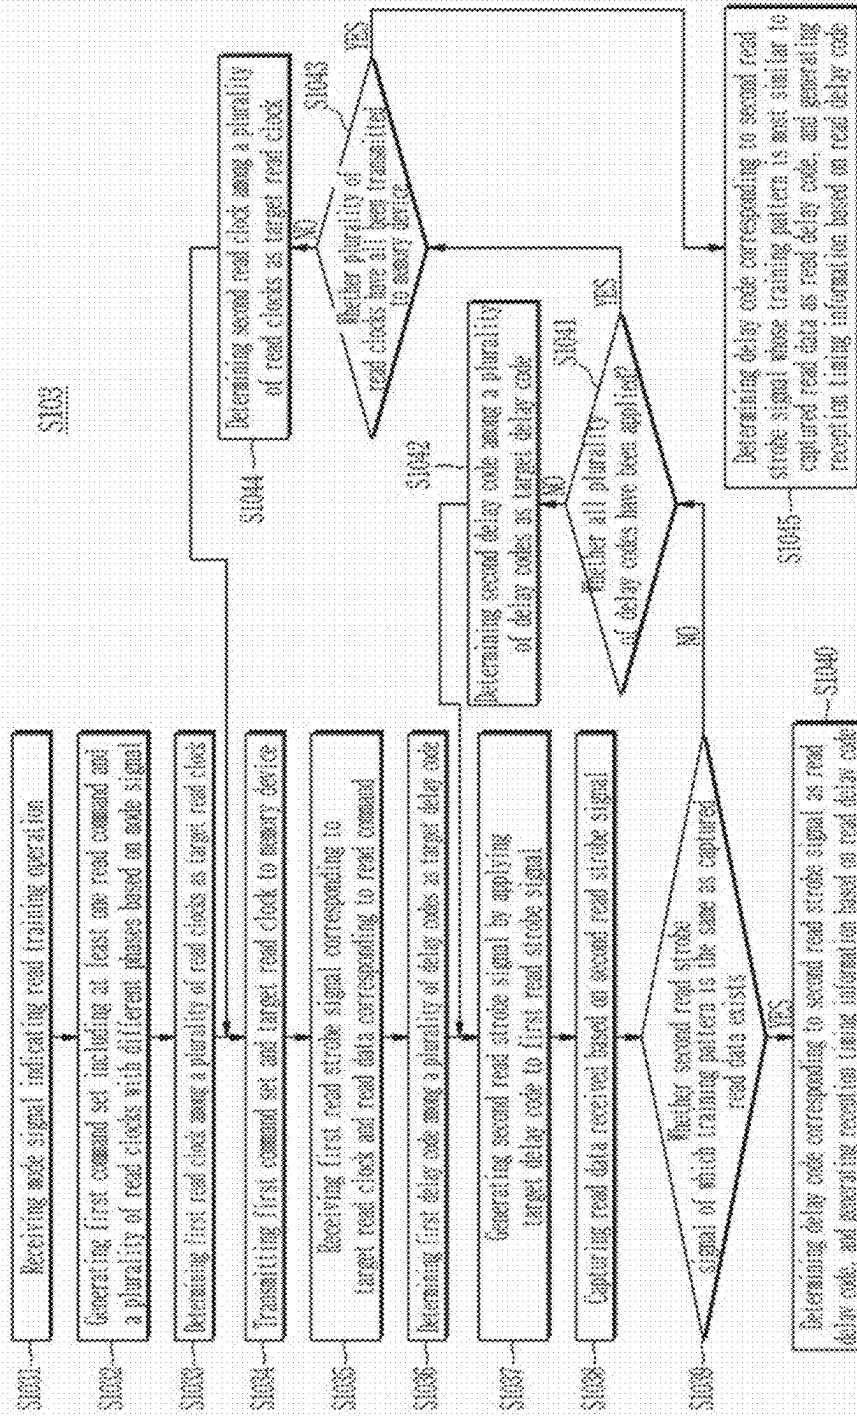 S103
S1031
Receiving mode signal indicating read training operation
S1032
Generating first command set including at least one read command and
a plurality of read clocks with different phases based on mode signal
S1033
Determining first read clock among a plurality of read clocks as target read clock
S1034
Transmitting first command set and target read clock to memory device
S1035
Receiving first read strobe signal corresponding to
target read clock and read data corresponding to read command
S1036
Determining first delay code among a plurality of delay codes as target delay code
S1037
Generating second read strobe signal by applying
target delay code to first read strobe signal
S1038
Capturing read data received based on second read strobe signal
S1039
Whether second read strobe
signal of which training pattern is the same as captured
read data exists
YES
NO
S1040
Determining delay code corresponding to second read strobe signal as read
delay code, and generating reception timing information based on read delay code
S1041
Whether all plurality
of delay codes have been applied?
NO
YES
S1042
Determining second delay code among a plurality
of delay codes as target delay code
S1043
Whether plurality of
read clocks have all been transmitted
to memory device
NO
YES
S1044
Determining second read clock among a plurality
of read clocks as target read clock
S1045
Determining delay code corresponding to second read
strobe signal whose training pattern is most similar to
captured read data as read delay code, and generating
reception timing information based on read delay code